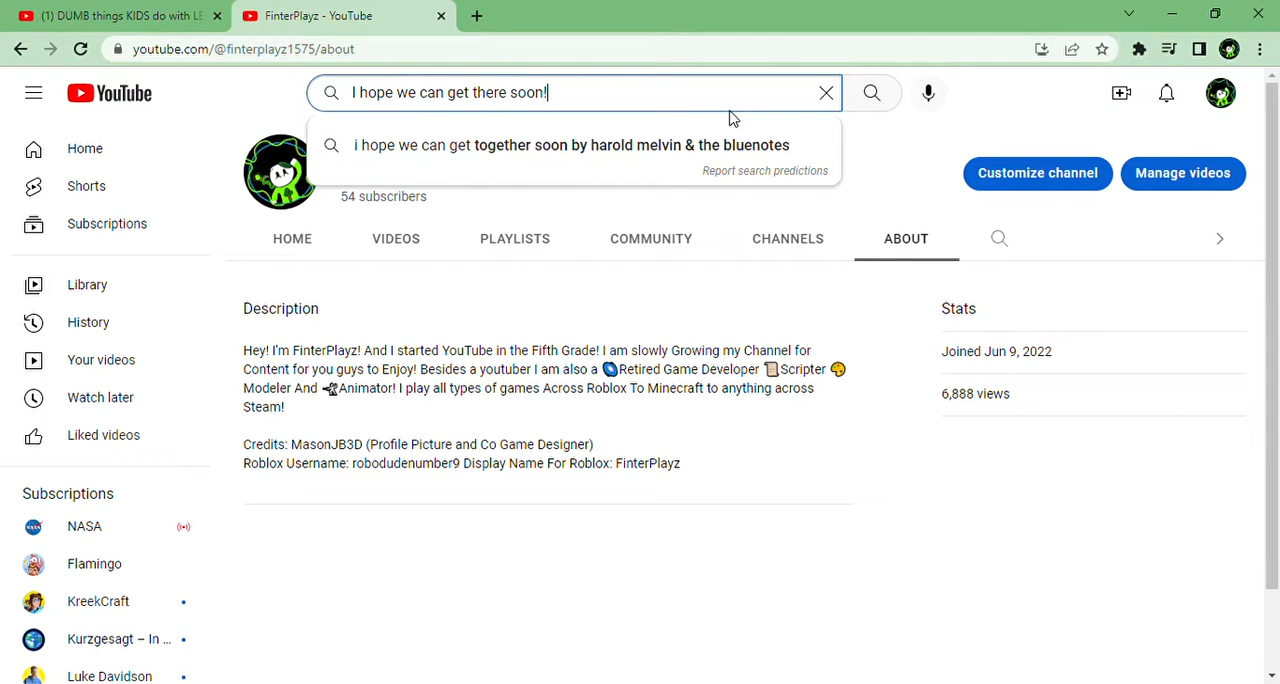 (1) DUMB things KIDS do with LE
FinterPlayz - YouTube
youtube.com/@finterplayz1575/about
YouTube
I hope we can get there soon!
i hope we can get together soon by harold melvin & the bluenotes
Report search predictions
54 subscribers
Customize channel
Manage videos
Home
Shorts
Subscriptions
Library
History
Your videos
Watch later
Liked videos
Subscriptions
NASA
Flamingo
KreekCraft
Kurzgesagt – In ...
Luke Davidson
HOME VIDEOS PLAYLISTS COMMUNITY CHANNELS ABOUT
Description
Hey! I'm FinterPlayz! And I started YouTube in the Fifth Grade! I am slowly Growing my Channel for
Content for you guys to Enjoy! Besides a youtuber I am also a 🌀Retired Game Developer 📜Scripter 🎨
Modeler And 📽Animator! I play all types of games Across Roblox To Minecraft to anything across
Steam!
Credits: MasonJB3D (Profile Picture and Co Game Designer)
Roblox Username: robodudenumber9 Display Name For Roblox: FinterPlayz
Stats
Joined Jun 9, 2022
6,888 views